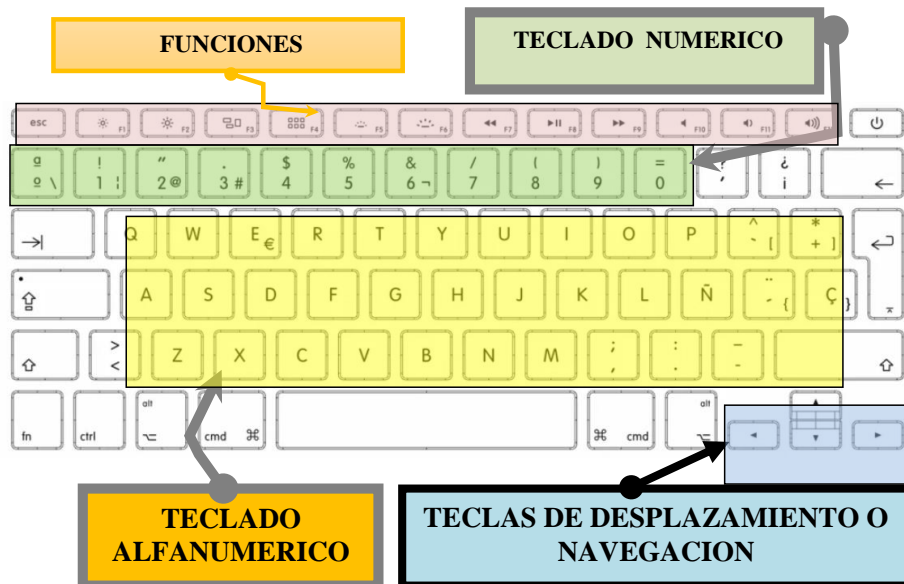 FUNCIONES
TECLADO NUMERICO
esc F1 F2 F3 F4 F5 F6 F7 F8 F9 F10 F11
ª ! " . $ % & / ( ) = ? ¿
º \ 1 ¦ 2 @ 3 # 4 5 6 ¬ 7 8 9 0 ' ¡
Q W E € R T Y U I O P ^ ` [ * + ]
A S D F G H J K L Ñ ¨ ´ { Ç }
> < Z X C V B N M ; , : . – -
alt alt
fn ctrl cmd ⌘ ⌘ cmd
TECLADO
ALFANUMERICO
TECLAS DE DESPLAZAMIENTO O
NAVEGACION